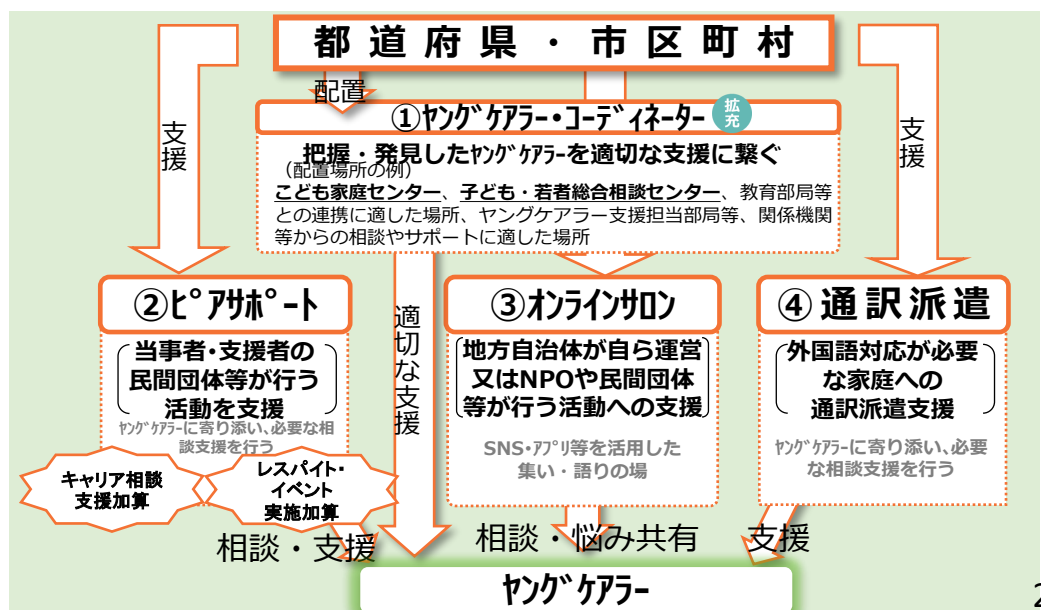 都道府県・市区町村
配置
①ﾔﾝｸﾞｹｱﾗｰ・ｺｰﾃﾞｨﾈｰﾀｰ
拡
充
支援
支援
把握・発見したﾔﾝｸﾞｹｱﾗｰを適切な支援に繋ぐ
（配置場所の例）
こども家庭センター、子ども・若者総合相談センター、教育部局等
との連携に適した場所、ヤングケアラー支援担当部局等、関係機関
等からの相談やサポートに適した場所
②ﾋﾟｱｻﾎﾟｰﾄ
当事者・支援者の
民間団体等が行う
活動を支援
ﾔﾝｸﾞｹｱﾗｰに寄り添い、必要な相
談支援を行う
キャリア相談
支援加算
レスパイト・
イベント
実施加算
適切な支援
③ｵﾝﾗｲﾝｻﾛﾝ
地方自治体が自ら運営
又はNPOや民間団体
等が行う活動への支援
SNS・ｱﾌﾟﾘ等を活用した
集い・語りの場
④通訳派遣
外国語対応が必要
な家庭への
通訳派遣支援
ﾔﾝｸﾞｹｱﾗｰに寄り添い、必要
な相談支援を行う
相談・支援
相談・悩み共有
支援
ﾔﾝｸﾞｹｱﾗｰ
2